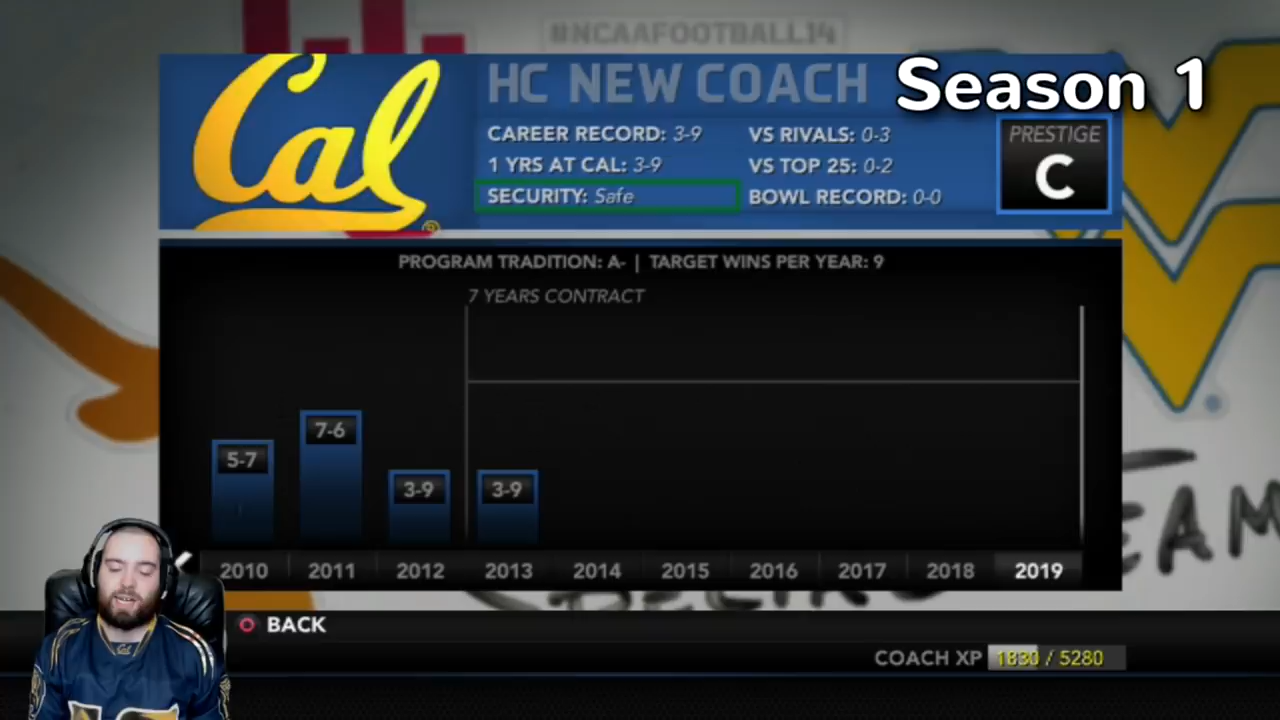 #NCAAFOOTBALL14
Season 1
Cal
HC NEW COACH
CAREER RECORD: 3-9
VS RIVALS: 0-3
1 YRS AT CAL: 3-9
VS TOP 25: 0-2
SECURITY: Safe
BOWL RECORD: 0-0
PRESTIGE
C
PROGRAM TRADITION: A- | TARGET WINS PER YEAR: 9
7 YEARS CONTRACT
5-7
7-6
3-9
3-9
2010 2011 2012 2013 2014 2015 2016 2017 2018 2019
BACK
COACH XP 1830 / 5280
Cal